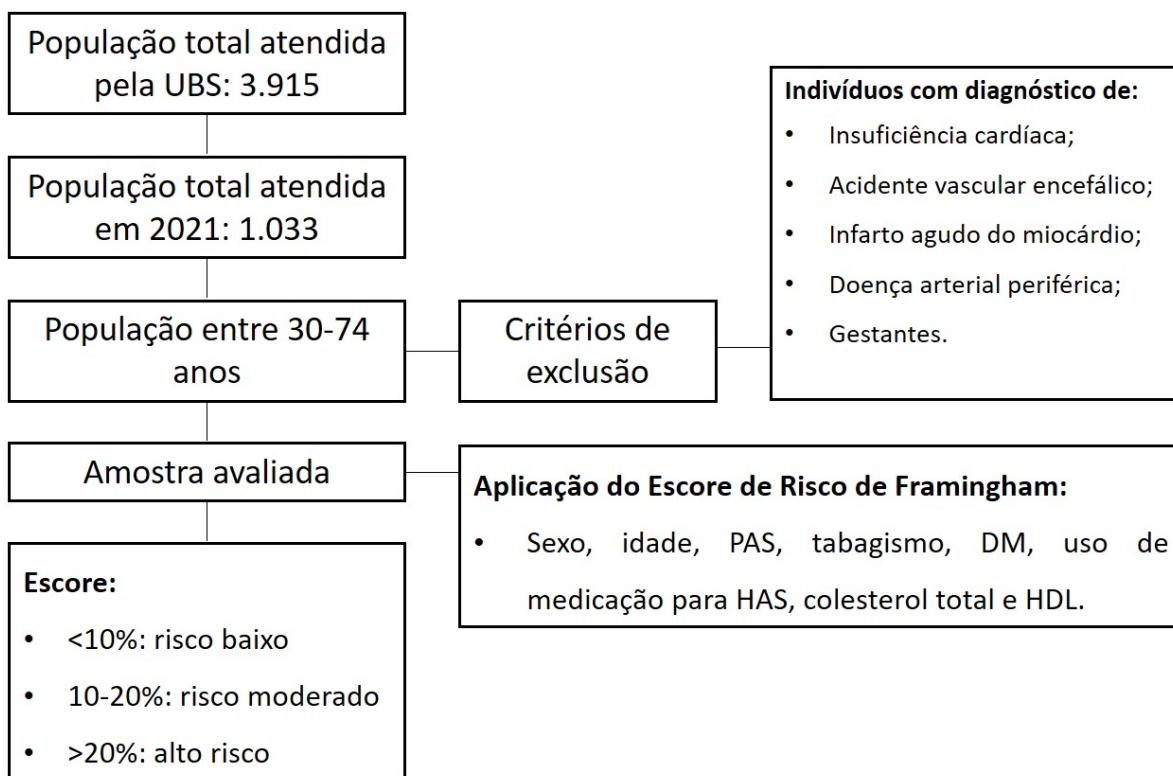 População total atendida
pela UBS: 3.915
População total atendida
em 2021: 1.033
População entre 30-74
anos
Critérios de
exclusão
Indivíduos com diagnóstico de:
• Insuficiência cardíaca;
• Acidente vascular encefálico;
• Infarto agudo do miocárdio;
• Doença arterial periférica;
• Gestantes.
Amostra avaliada
Aplicação do Escore de Risco de Framingham:
• Sexo, idade, PAS, tabagismo, DM, uso de
medicação para HAS, colesterol total e HDL.
Escore:
• <10%: risco baixo
• 10-20%: risco moderado
• >20%: alto risco